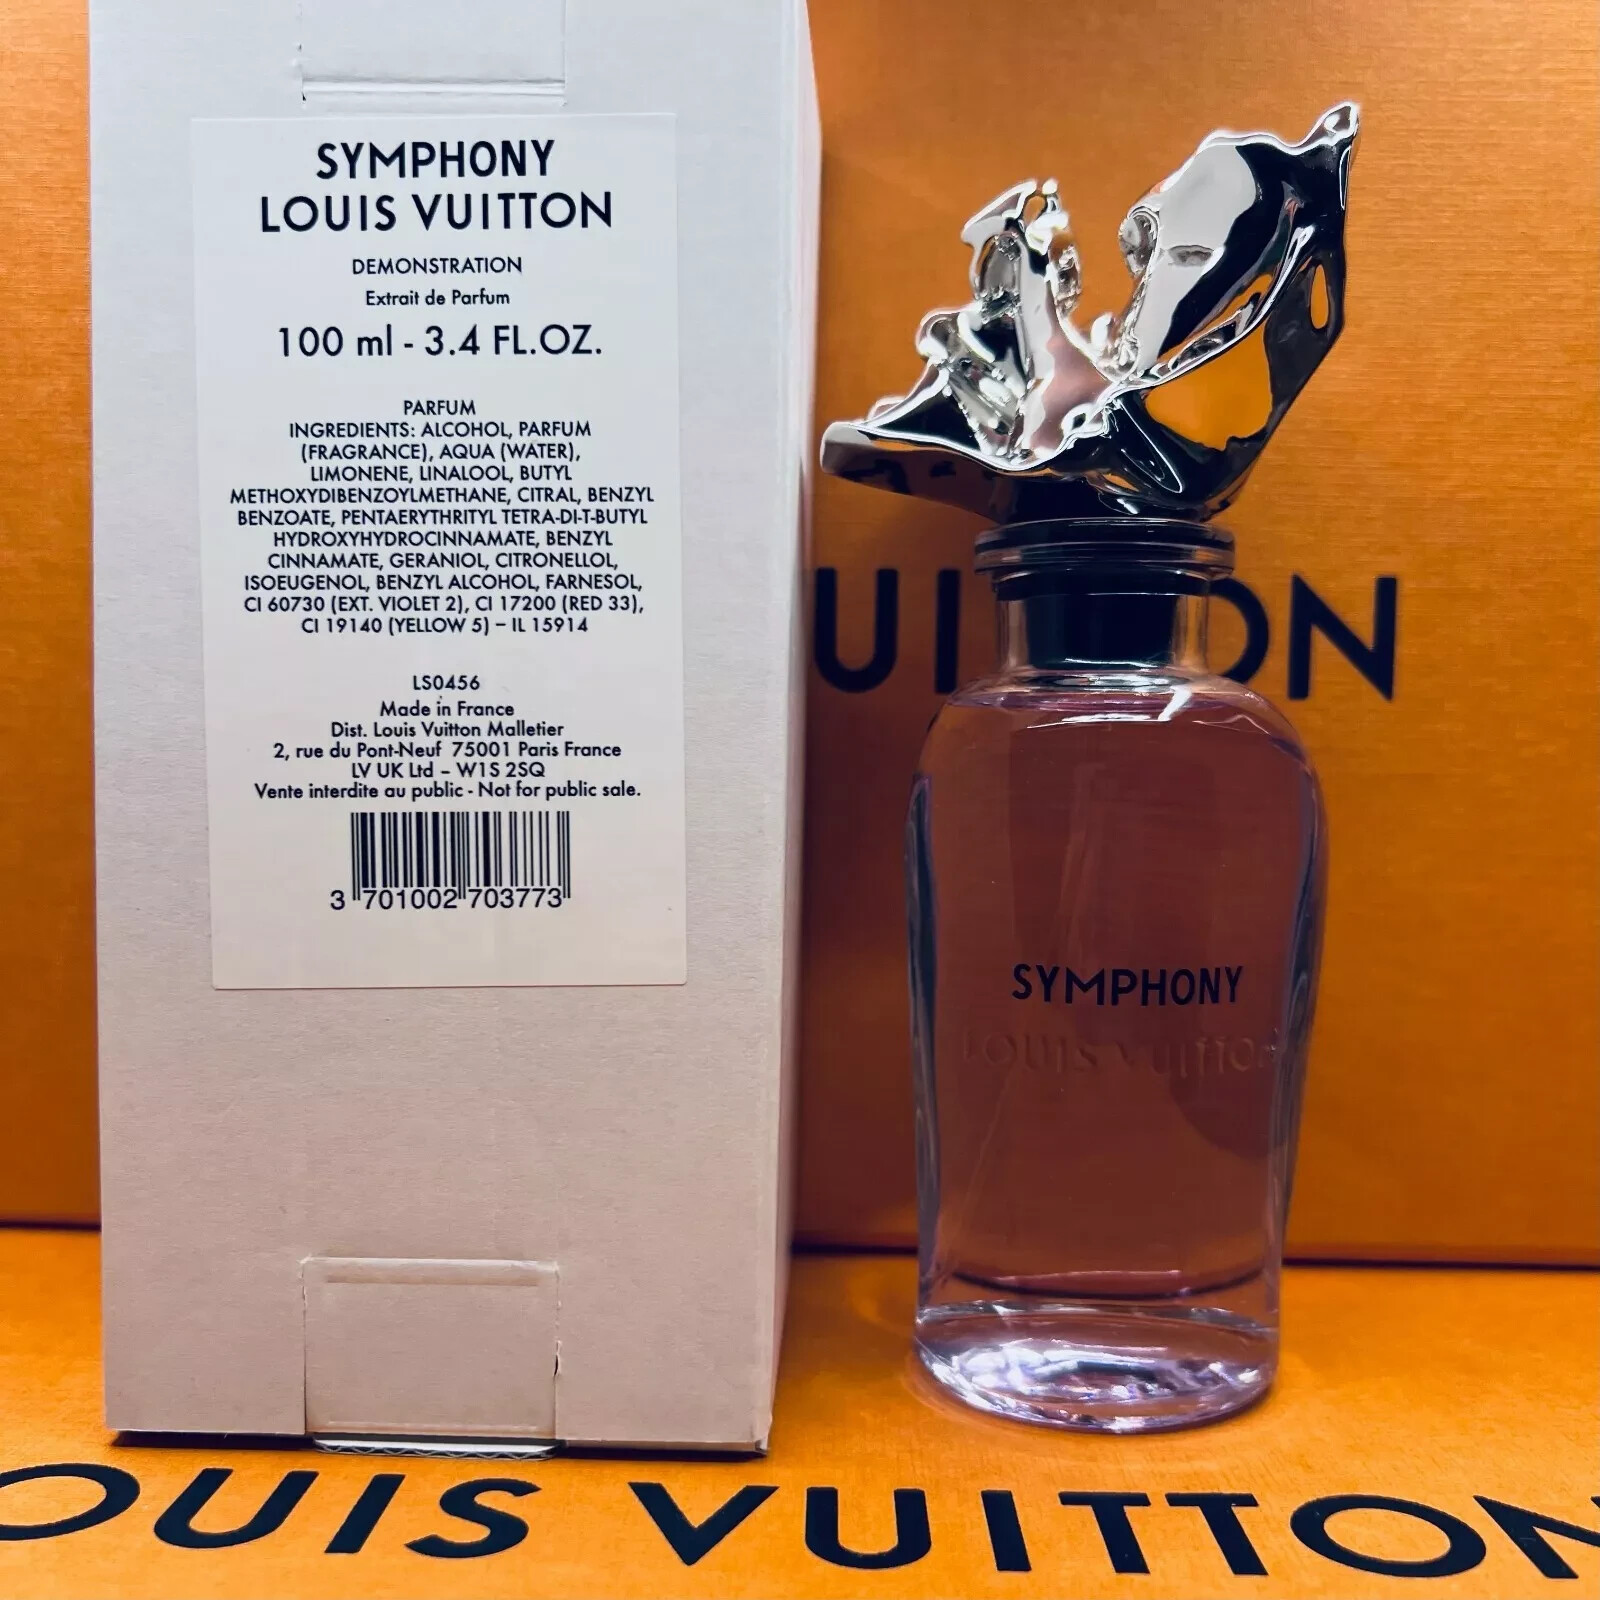 SYMPHONY
LOUIS VUITTON
DEMONSTRATION
Extrait de Parfum
100 ml - 3.4 FL.OZ.
PARFUM
INGREDIENTS: ALCOHOL, PARFUM
(FRAGRANCE), AQUA (WATER),
LIMONENE, LINALOOL, BUTYL
METHOXYDIBENZOYLMETHANE, CITRAL, BENZYL
BENZOATE, PENTAERYTHRITYL TETRA-DI-T-BUTYL
HYDROXYHYDROCINNAMATE, BENZYL
CINNAMATE, GERANIOL, CITRONELLOL,
ISOEUGENOL, BENZYL ALCOHOL, FARNESOL,
CI 60730 (EXT. VIOLET 2), CI 17200 (RED 33),
CI 19140 (YELLOW 5) – IL 15914
LS0456
Made in France
Dist. Louis Vuitton Malletier
2, rue du Pont-Neuf 75001 Paris France
LV UK Ltd – W1S 2SQ
Vente interdite au public - Not for public sale.
3 701002 703773
UI ON
SYMPHONY
LOUIS VUITTON
OUIS VUITTON